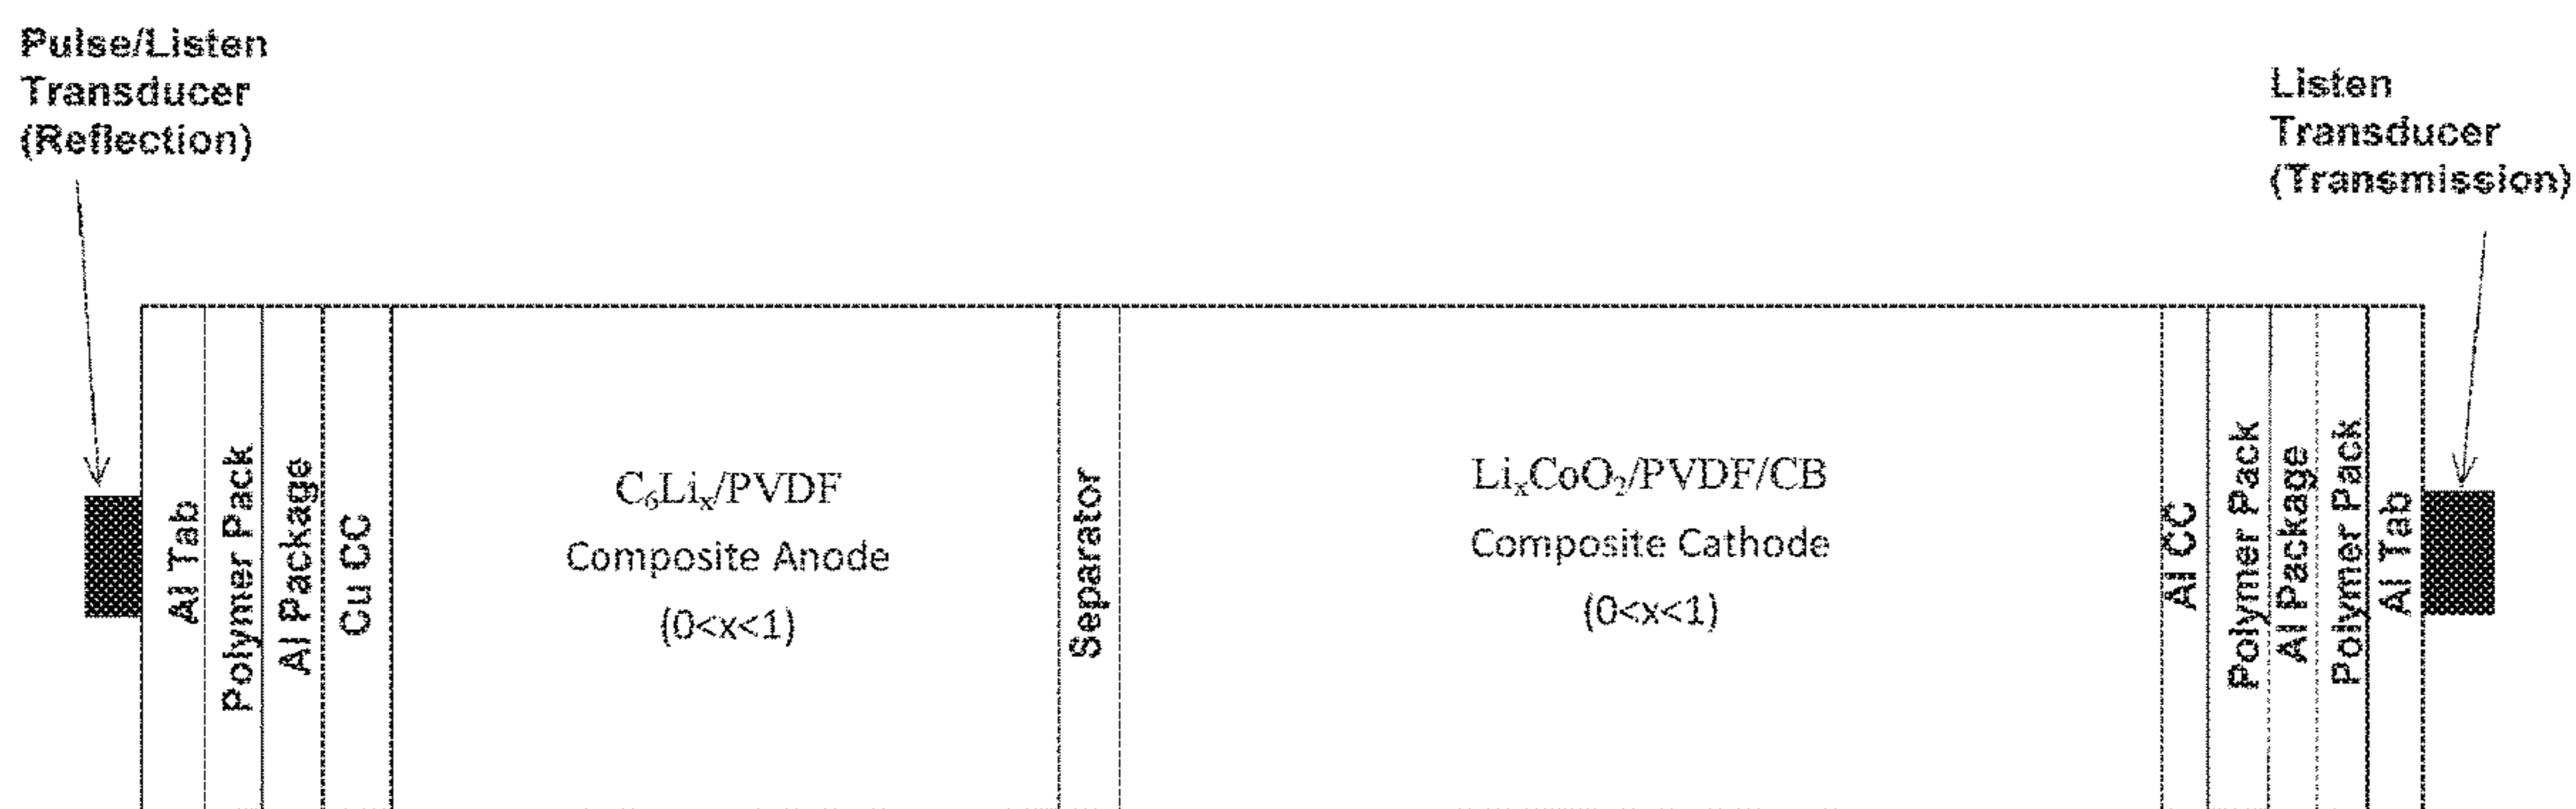 Pulse/Listen
Transducer
(Reflection)
Listen
Transducer
(Transmission)
Al Tab
Polymer Pack
Al Package
Cu CC
C₆Liₓ/PVDF
Composite Anode
(0<x<1)
Separator
LiₓCoO₂/PVDF/CB
Composite Cathode
(0<x<1)
Al CC
Polymer Pack
Al Package
Polymer Pack
Al Tab